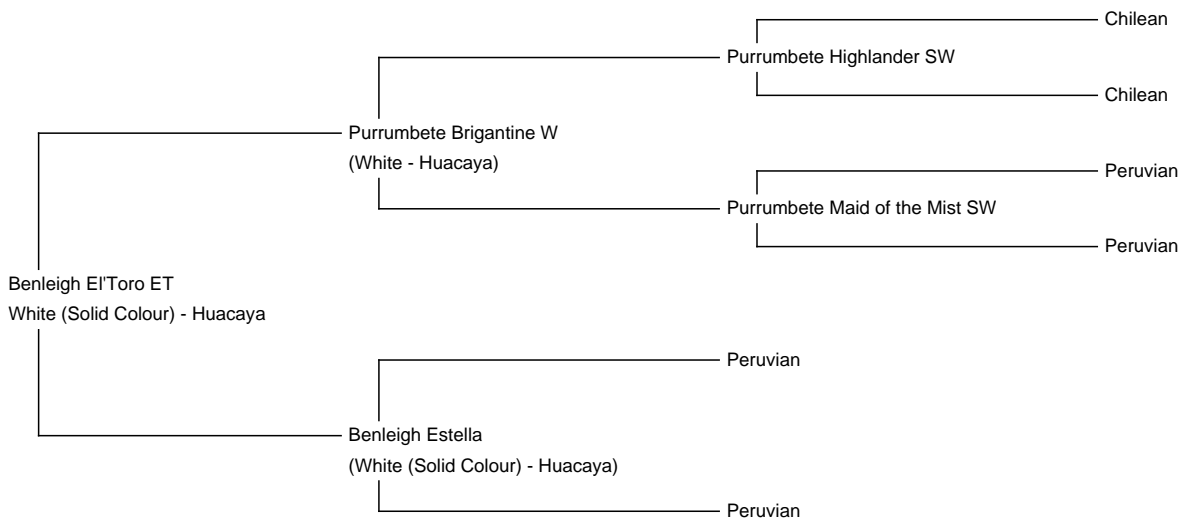 Chilean
Purrumbete Highlander SW
Chilean
Purrumbete Brigantine W
(White - Huacaya)
Peruvian
Purrumbete Maid of the Mist SW
Peruvian
Benleigh El'Toro ET
White (Solid Colour) - Huacaya
Peruvian
Benleigh Estella
(White (Solid Colour) - Huacaya)
Peruvian